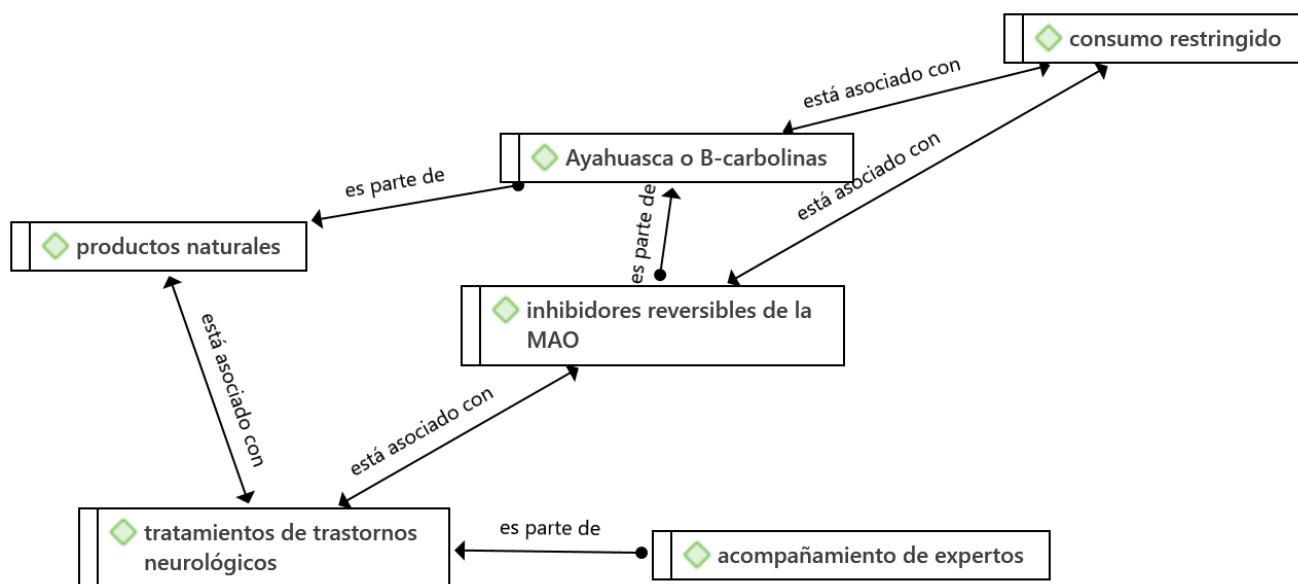 consumo restringido
está asociado con
Ayahuasca o B-carbolinas
está asociado con
es parte de
es parte de
productos naturales
inhibidores reversibles de la
MAO
está asociado con
está asociado con
tratamientos de trastornos
neurológicos
es parte de
acompañamiento de expertos